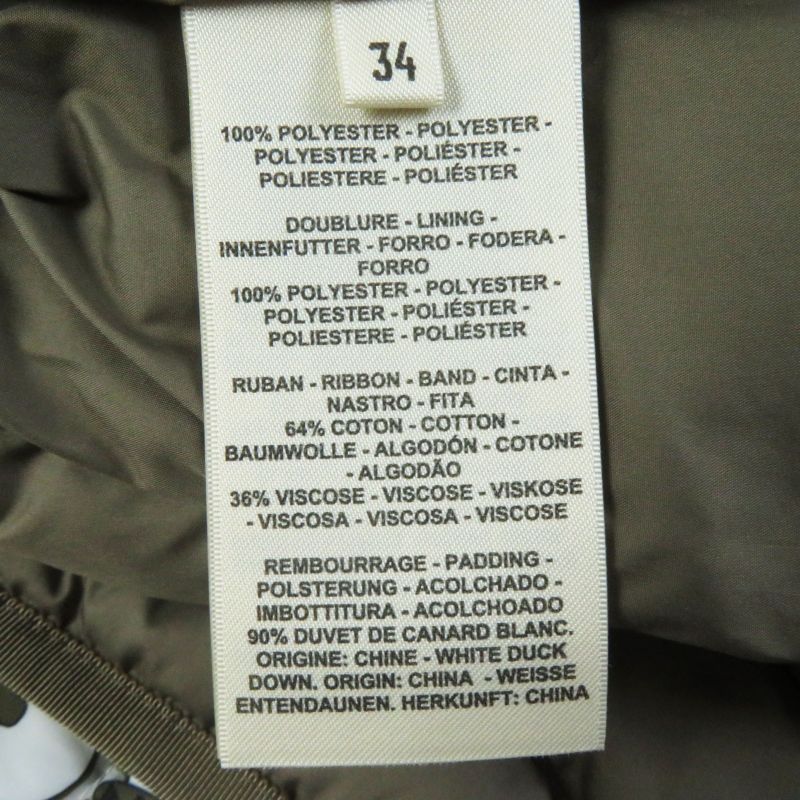 34
100% POLYESTER - POLYESTER -
POLYESTER - POLIÉSTER -
POLIESTERE - POLIÉSTER
DOUBLURE - LINING -
INNENFUTTER - FORRO - FODERA -
FORRO
100% POLYESTER - POLYESTER -
POLYESTER - POLIÉSTER -
POLIESTERE - POLIÉSTER
RUBAN - RIBBON - BAND - CINTA -
NASTRO - FITA
64% COTON - COTTON -
BAUMWOLLE - ALGODÓN - COTONE
- ALGODÃO
36% VISCOSE - VISCOSE - VISKOSE
- VISCOSA - VISCOSA - VISCOSE
REMBOURRAGE - PADDING -
POLSTERUNG - ACOLCHADO -
IMBOTTITURA - ACOLCHOADO
90% DUVET DE CANARD BLANC.
ORIGINE: CHINE - WHITE DUCK
DOWN. ORIGIN: CHINA - WEISSE
ENTENDAUNEN. HERKUNFT: CHINA